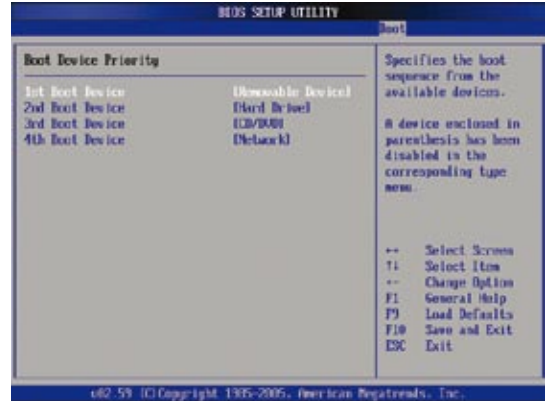 BIOS SETUP UTILITY
Boot
Boot Device Priority
1st Boot Device [Removable Device]
2nd Boot Device [Hard Drive]
3rd Boot Device [CD/DVD]
4th Boot Device [Network]
Specifies the boot
sequence from the
available devices.
A device enclosed in
parenthesis has been
disabled in the
corresponding type
menu.
↔ Select Screen
↑↓ Select Item
+- Change Option
F1 General Help
F9 Load Defaults
F10 Save and Exit
ESC Exit
v02.59 (C)Copyright 1985-2005, American Megatrends, Inc.